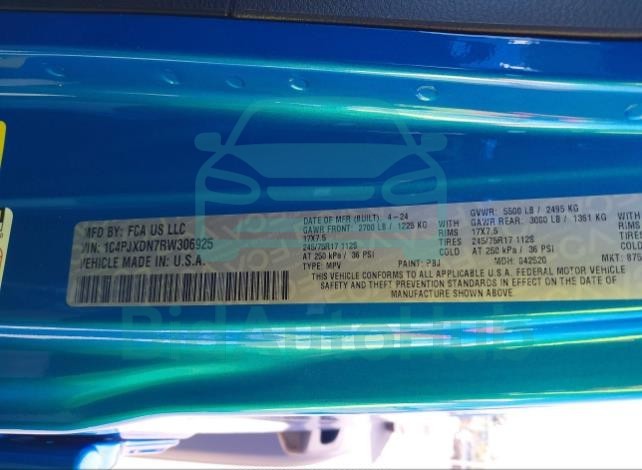 MFD BY: FCA US LLC
VIN: 1C4PJXDN7RW306925
VEHICLE MADE IN: U.S.A.
DATE OF MFR (BUILT): 4-24
GVWR: 5500 LB / 2495 KG
GAWR FRONT: 2700 LB / 1225 KG WITH
GAWR REAR: 3000 LB / 1361 KG WITH
17X7.5 RIMS
17X7.5 RIMS
245/75R17 112S TIRES
245/75R17 112S TIRES
AT 250 kPa / 36 PSI COLD
AT 250 kPa / 36 PSI COLD
TYPE: MPV
PAINT: PBJ
MDH: 042520
MKT: 875
THIS VEHICLE CONFORMS TO ALL APPLICABLE U.S.A. FEDERAL MOTOR VEHICLE
SAFETY AND THEFT PREVENTION STANDARDS IN EFFECT ON THE DATE OF
MANUFACTURE SHOWN ABOVE
BidAutoHub